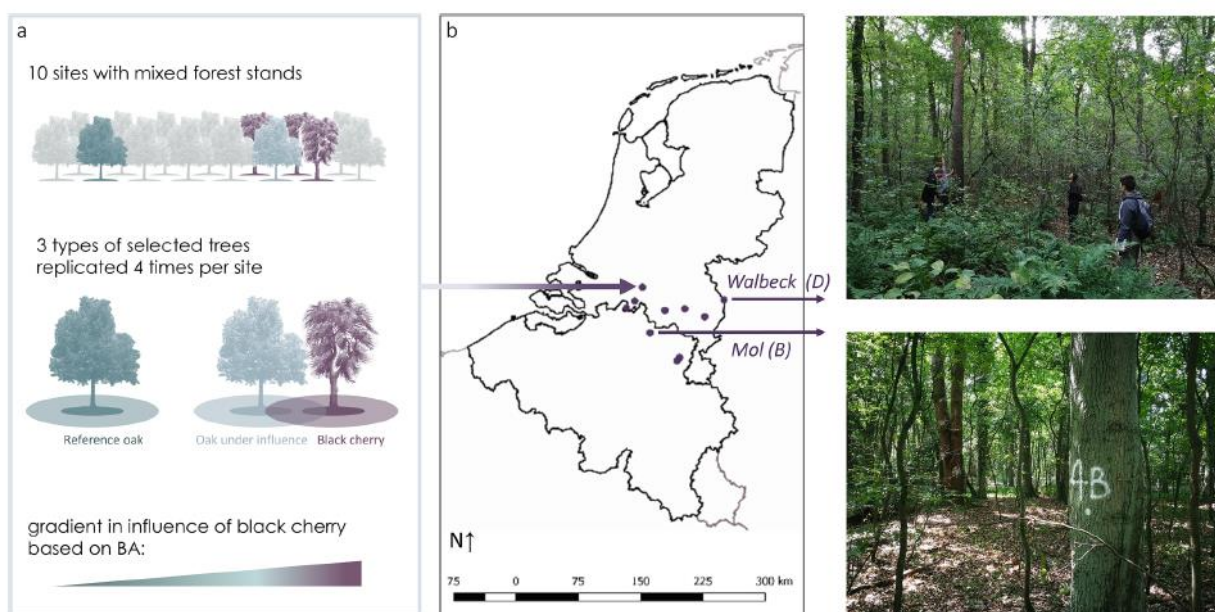 a
10 sites with mixed forest stands
3 types of selected trees
replicated 4 times per site
Reference oak
Oak under influence
Black cherry
gradient in influence of black cherry
based on BA:
b
Walbeck (D)
Mol (B)
N↑
75 0 75 150 225 300 km
4B